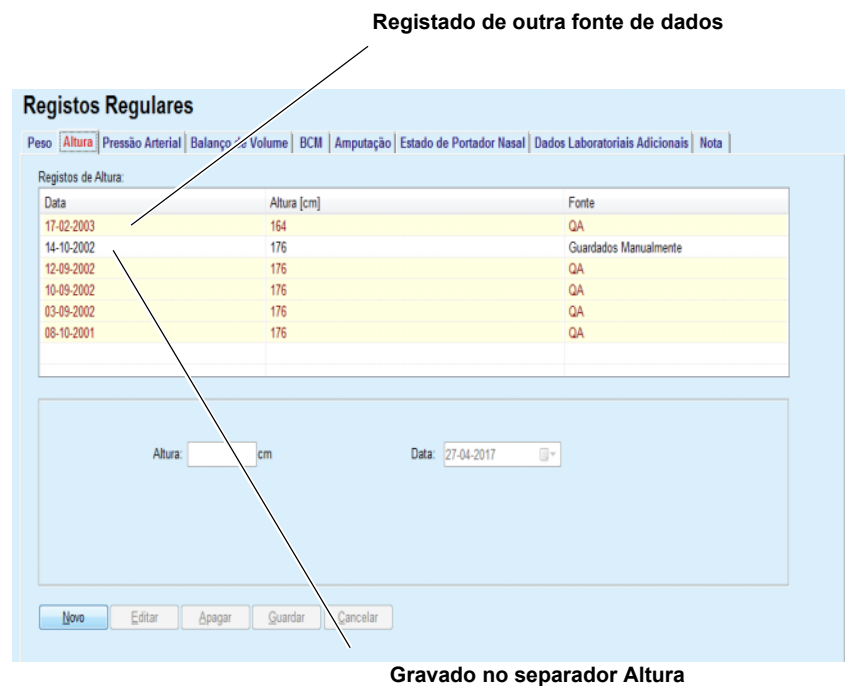 Registado de outra fonte de dados
Registos Regulares
Peso Altura Pressão Arterial Balanço de Volume BCM Amputação Estado de Portador Nasal Dados Laboratoriais Adicionais Nota
Registos de Altura:
Data Altura [cm] Fonte
17-02-2003 164 QA
14-10-2002 176 Guardados Manualmente
12-09-2002 176 QA
10-09-2002 176 QA
03-09-2002 176 QA
08-10-2001 176 QA
Altura: cm Data: 27-04-2017
Novo Editar Apagar Guardar Cancelar
Gravado no separador Altura